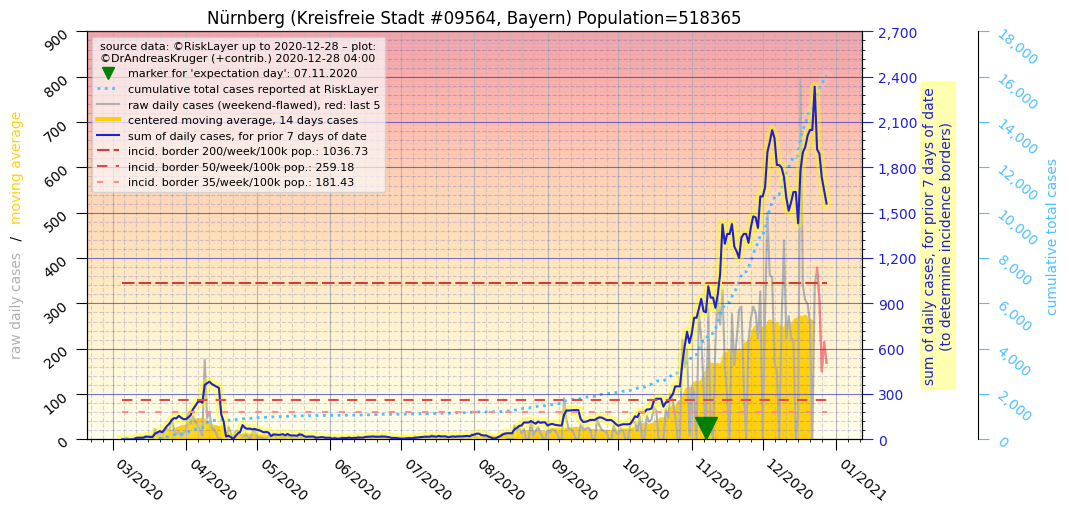 Nürnberg (Kreisfreie Stadt #09564, Bayern) Population=518365
source data: ©RiskLayer up to 2020-12-28 – plot:
©DrAndreasKruger (+contrib.) 2020-12-28 04:00
marker for 'expectation day': 07.11.2020
cumulative total cases reported at RiskLayer
raw daily cases (weekend-flawed), red: last 5
centered moving average, 14 days cases
sum of daily cases, for prior 7 days of date
incid. border 200/week/100k pop.: 1036.73
incid. border 50/week/100k pop.: 259.18
incid. border 35/week/100k pop.: 181.43
raw daily cases / moving average
900
800
700
600
500
400
300
200
100
0
03/2020
04/2020
05/2020
06/2020
07/2020
08/2020
09/2020
10/2020
11/2020
12/2020
01/2021
2,700
2,400
2,100
1,800
1,500
1,200
900
600
300
0
sum of daily cases, for prior 7 days of date
(to determine incidence borders)
18,000
16,000
14,000
12,000
10,000
8,000
6,000
4,000
2,000
0
cumulative total cases